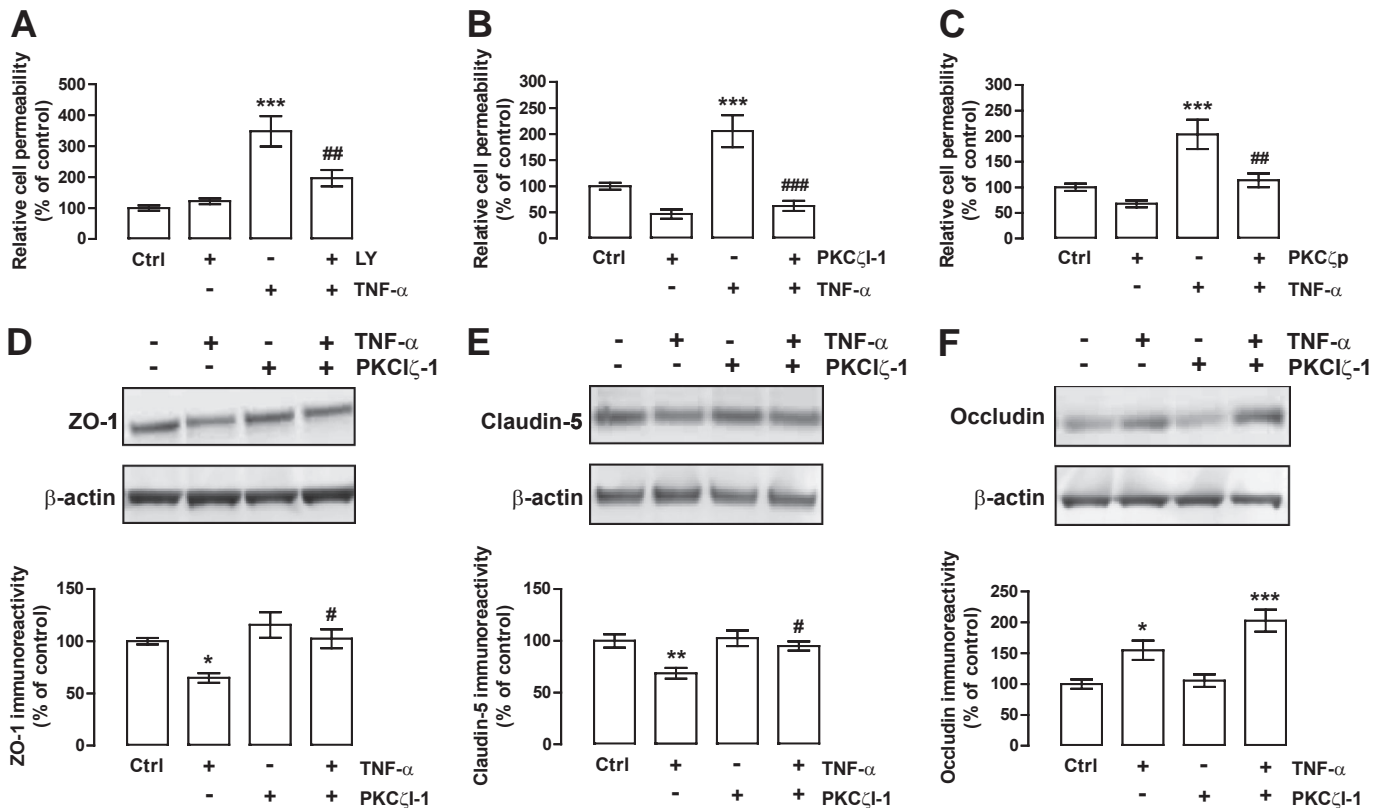 A
Relative cell permeability
(% of control)
500
400
300
200
100
0
***
##
Ctrl + - + LY
- + + TNF-α
B
Relative cell permeability
(% of control)
300
250
200
150
100
50
0
***
###
Ctrl + - + PKCζI-1
- + + TNF-α
C
Relative cell permeability
(% of control)
300
250
200
150
100
50
0
***
##
Ctrl + - + PKCζp
- + + TNF-α
D
- + - + TNF-α
- - + + PKCIζ-1
ZO-1
β-actin
ZO-1 immunoreactivity
(% of control)
150
100
50
0
*
#
Ctrl + - + TNF-α
- + + PKCζI-1
E
- + - + TNF-α
- - + + PKCIζ-1
Claudin-5
β-actin
Claudin-5 immunoreactivity
(% of control)
150
100
50
0
**
#
Ctrl + - + TNF-α
- + + PKCζI-1
F
- + - + TNF-α
- - + + PKCIζ-1
Occludin
β-actin
Occludin immunoreactivity
(% of control)
250
200
150
100
50
0
*
***
Ctrl + - + TNF-α
- + + PKCζI-1